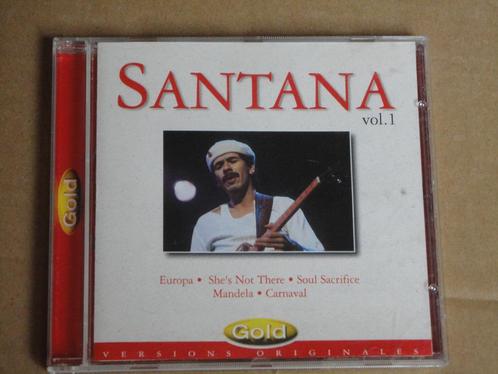 SANTANA
vol.1
Europa • She's Not There • Soul Sacrifice
Mandela • Carnaval
Gold
VERSIONS ORIGINALES
Gold